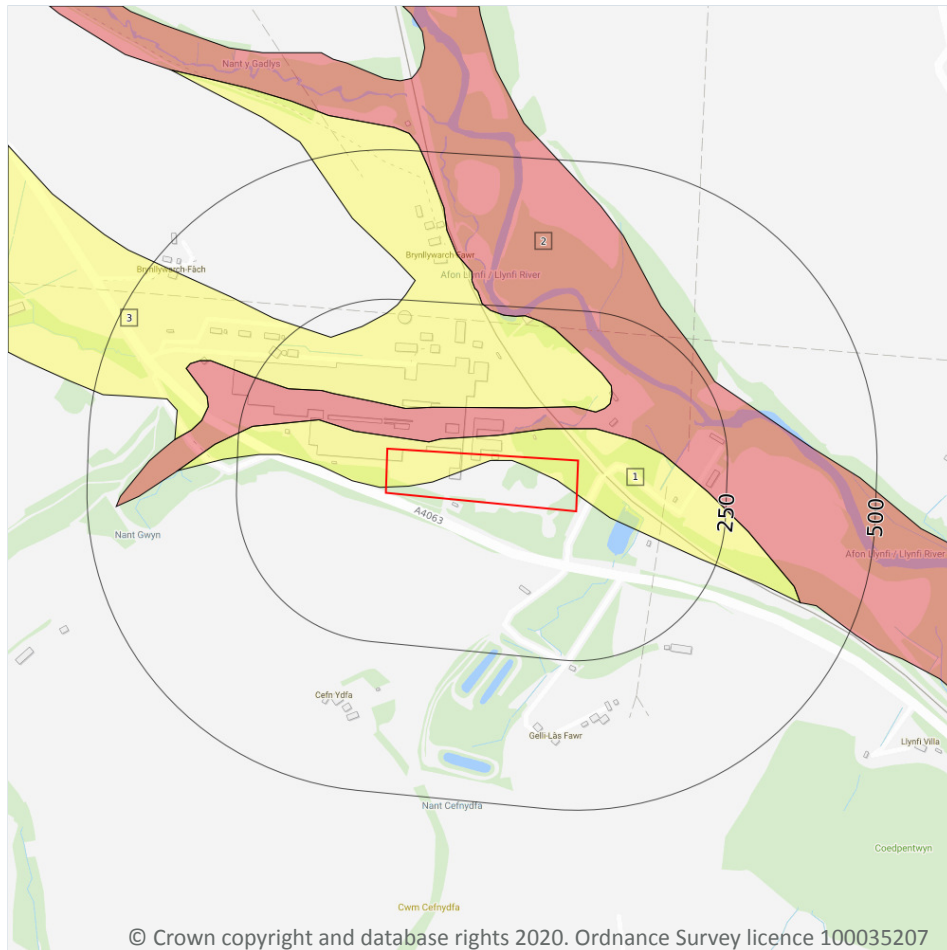 Nant y Gadlys
2
Brynllywarch-Fawr
Brynllywarch-Fâch
Afon Llynfi / Llynfi River
3
1
250
500
A4063
Nant Gwyn
Afon Llynfi / Llynfi River
Cefn Ydfa
Gelli-Lâs Fawr
Llynfi Villa
Nant Cefnydfa
Coedpentwyn
Cwm Cefnydfa
© Crown copyright and database rights 2020. Ordnance Survey licence 100035207